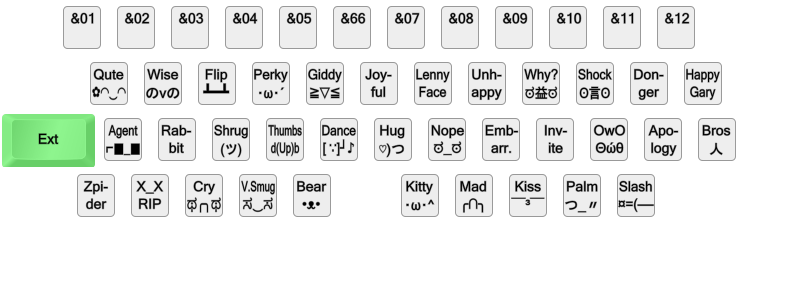 &01 &02 &03 &04 &05 &66 &07 &08 &09 &10 &11 &12
Qute Wise Flip Perky Giddy Joy- Lenny Unh- Why? Shock Don- Happy
✿◠‿◠ のvの ┻┻ ･ω･´ ≧▽≦ ful Face appy ಠ益ಠ ʘ言ʘ ger Gary
Ext
Agent Rab- Shrug Thumbs Dance Hug Nope Emb- Inv- OwO Apo- Bros
⌐■_■ bit (ツ) d(Up)b [ ∵]┘♪ ♡)つ ಠ_ಠ arr. ite Θώθ logy 人
Zpi- X_X Cry V.Smug Bear Kitty Mad Kiss Palm Slash
der RIP ಥ╭╮ಥ ಸ‿ಸ •ᴥ• ･ω･^ ╭∩╮ ￣³￣ つ_〃 ¤=(—